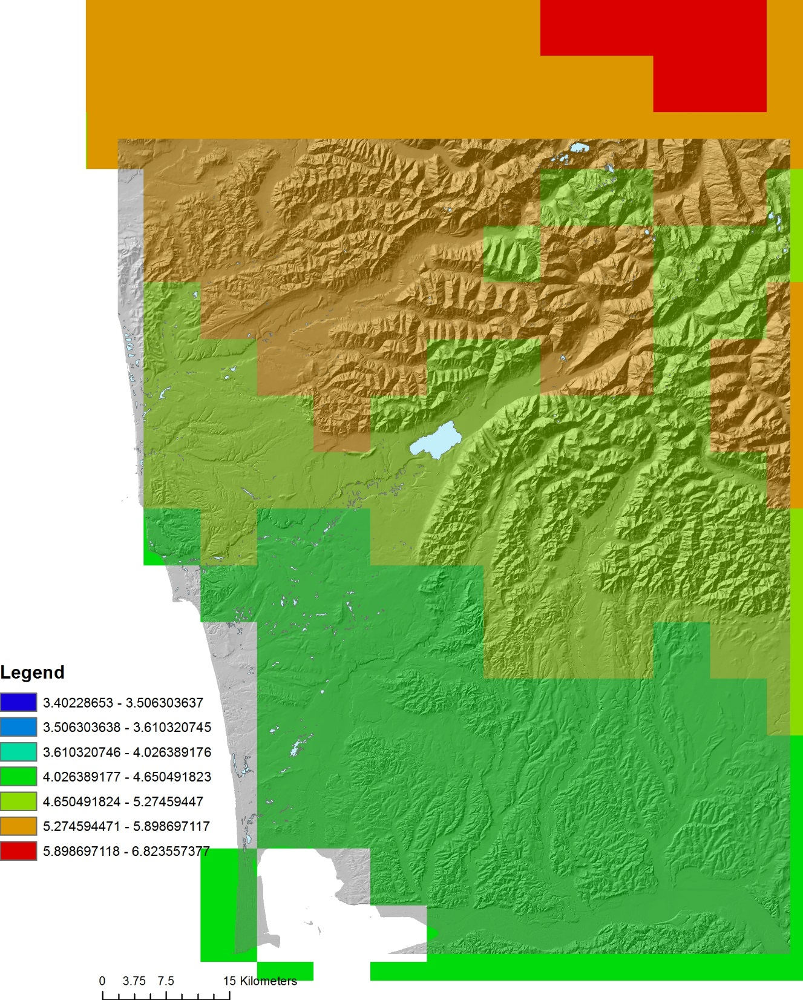 Legend
3.40228653 - 3.506303637
3.506303638 - 3.610320745
3.610320746 - 4.026389176
4.026389177 - 4.650491823
4.650491824 - 5.27459447
5.274594471 - 5.898697117
5.898697118 - 6.823557377
0 3.75 7.5 15 Kilometers